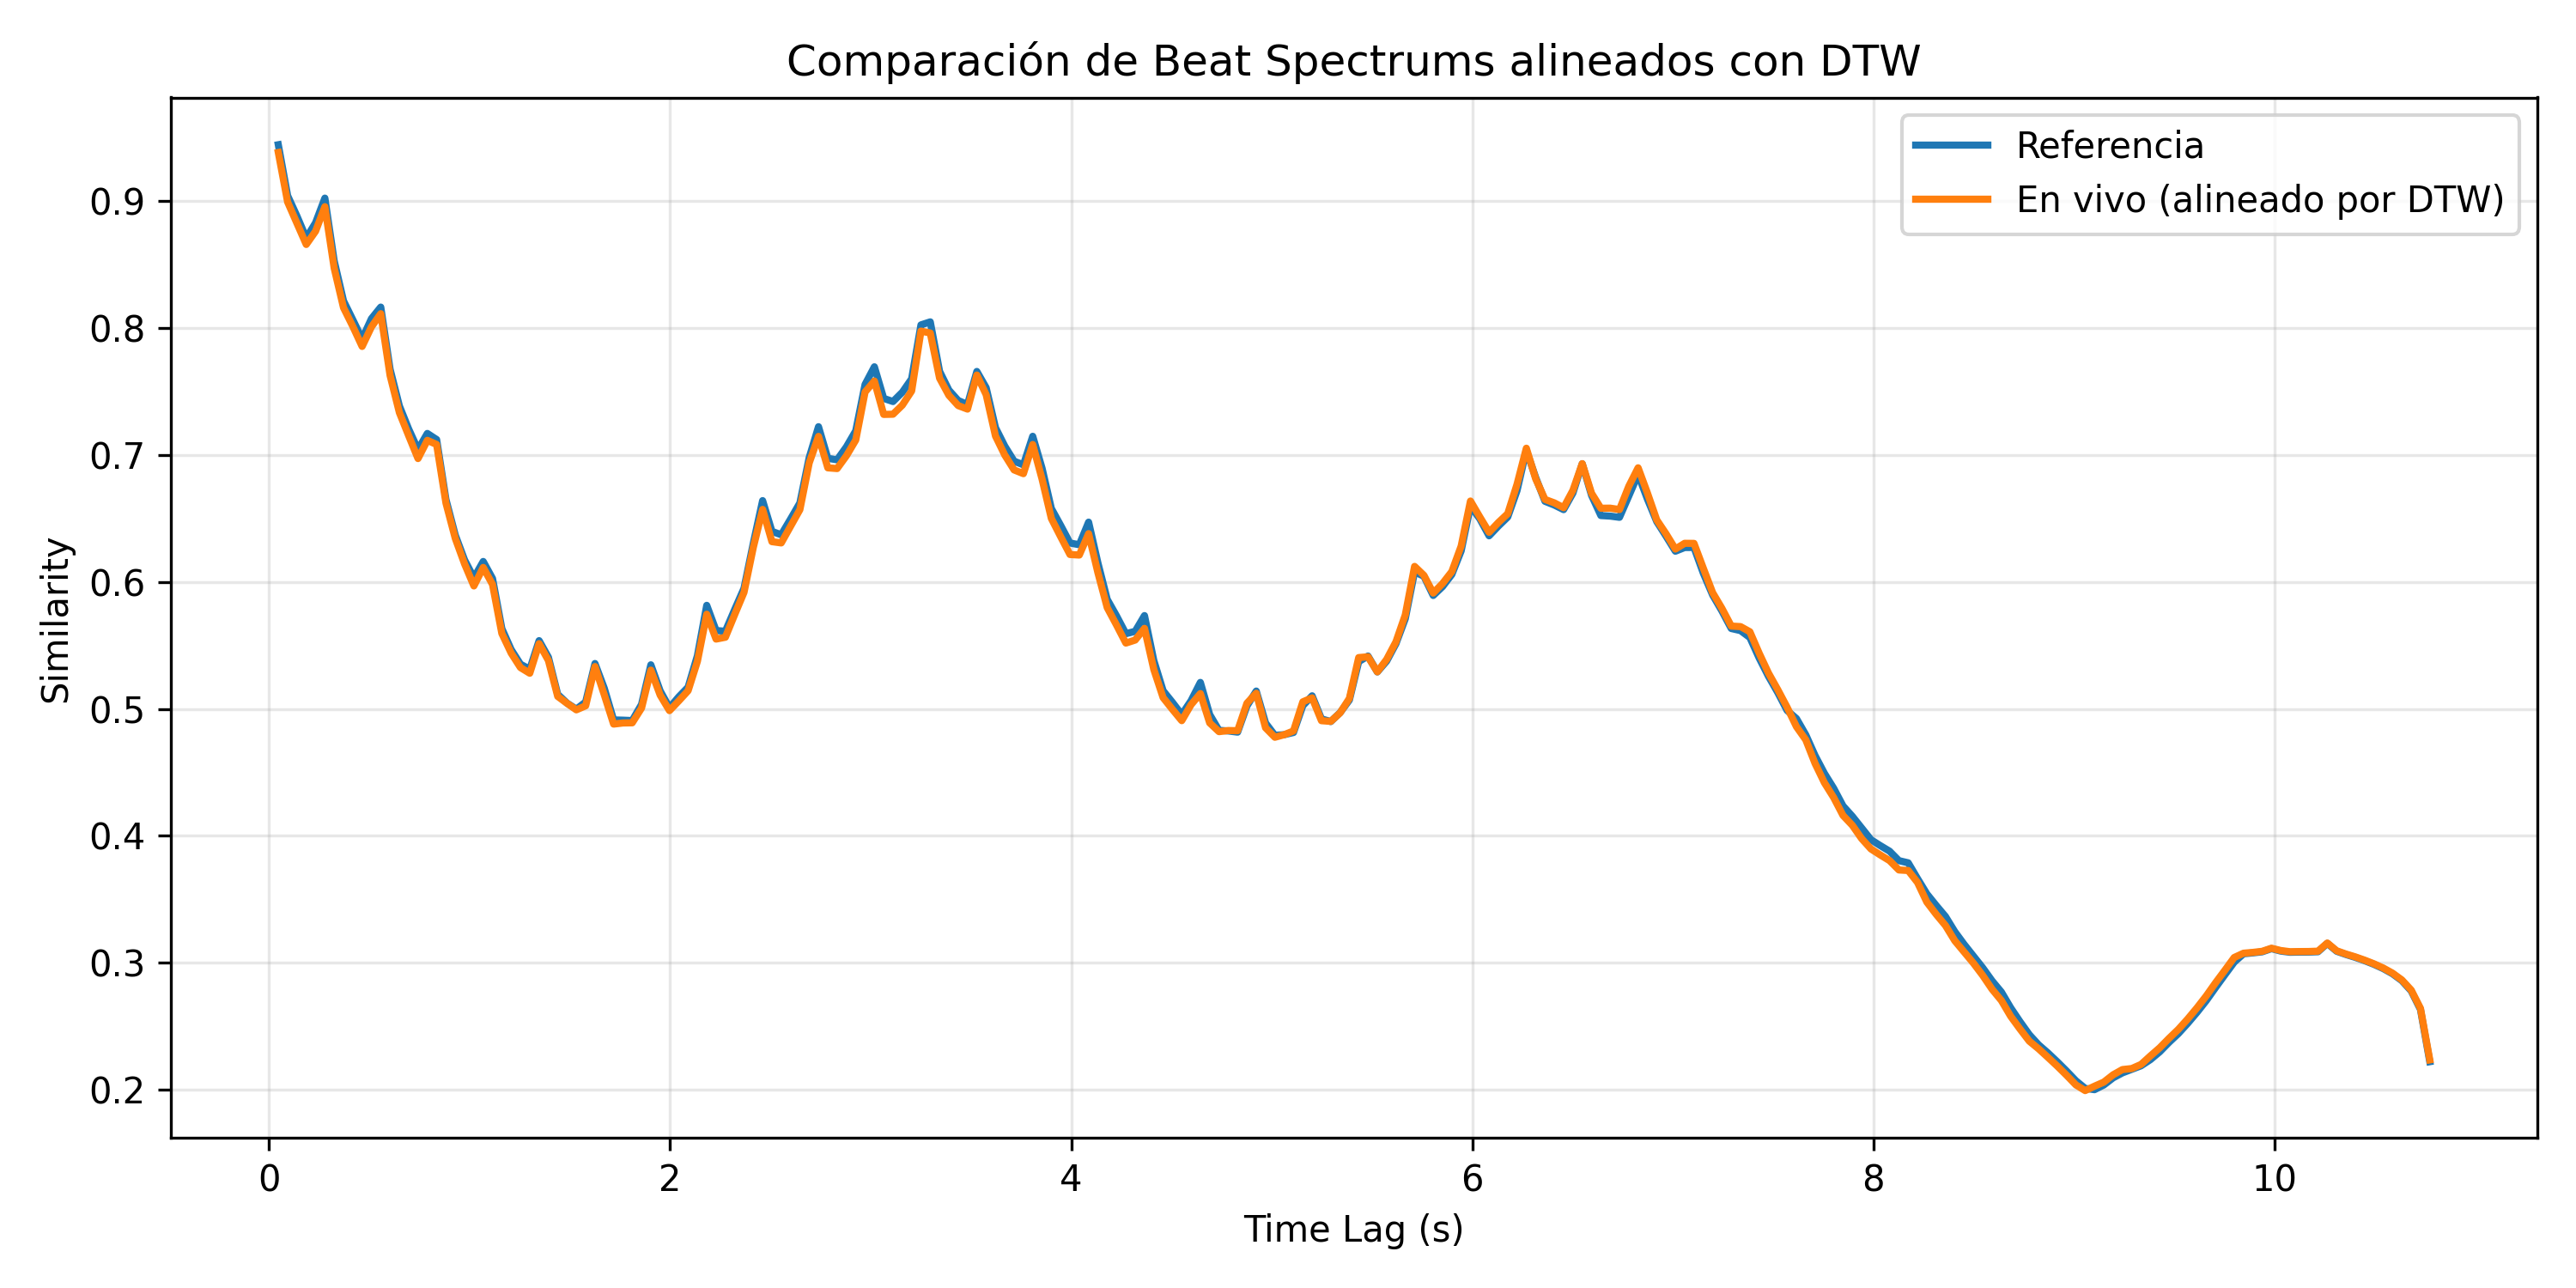 Comparación de Beat Spectrums alineados con DTW
Referencia
En vivo (alineado por DTW)
Similarity
0.9
0.8
0.7
0.6
0.5
0.4
0.3
0.2
0
2
4
6
8
10
Time Lag (s)